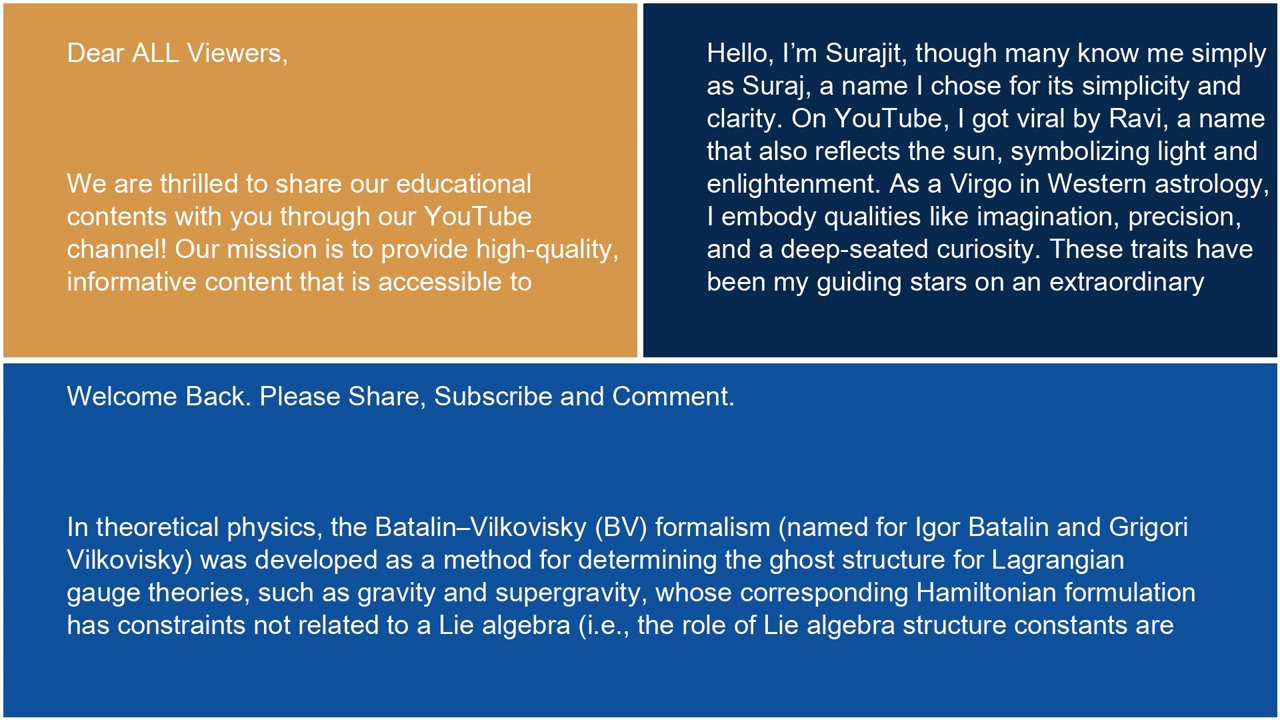 Dear ALL Viewers,
We are thrilled to share our educational
contents with you through our YouTube
channel! Our mission is to provide high-quality,
informative content that is accessible to
Hello, I’m Surajit, though many know me simply
as Suraj, a name I chose for its simplicity and
clarity. On YouTube, I got viral by Ravi, a name
that also reflects the sun, symbolizing light and
enlightenment. As a Virgo in Western astrology,
I embody qualities like imagination, precision,
and a deep-seated curiosity. These traits have
been my guiding stars on an extraordinary
Welcome Back. Please Share, Subscribe and Comment.
In theoretical physics, the Batalin–Vilkovisky (BV) formalism (named for Igor Batalin and Grigori
Vilkovisky) was developed as a method for determining the ghost structure for Lagrangian
gauge theories, such as gravity and supergravity, whose corresponding Hamiltonian formulation
has constraints not related to a Lie algebra (i.e., the role of Lie algebra structure constants are